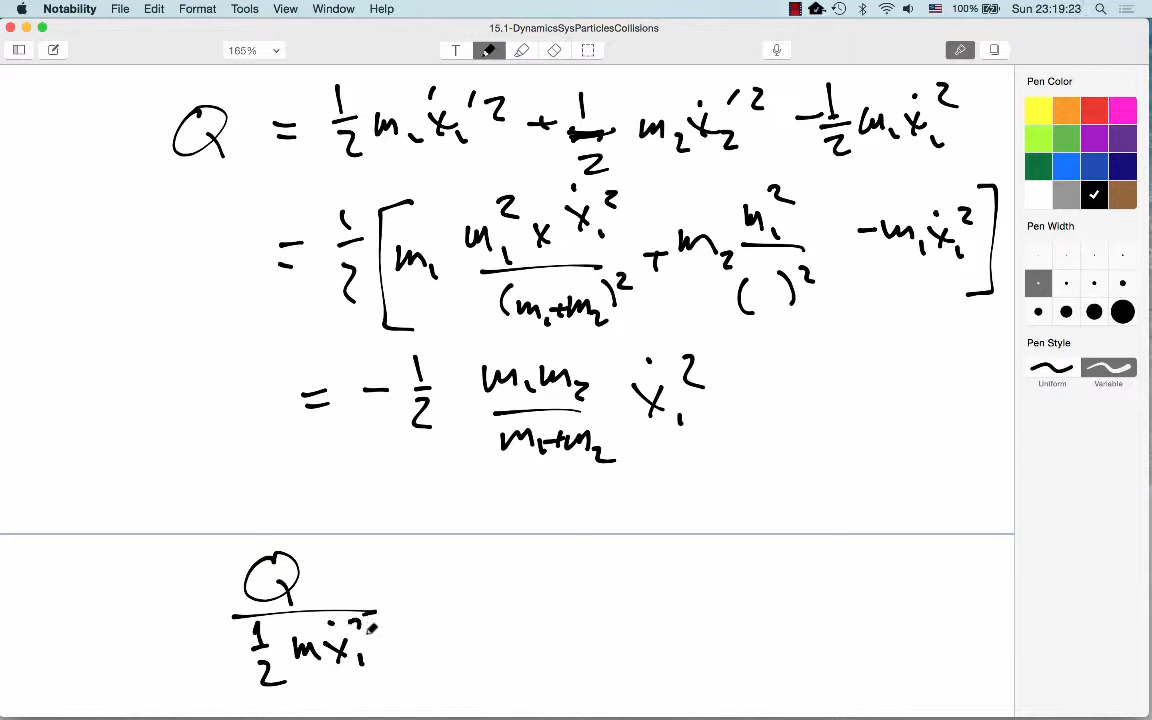 Notability File Edit Format Tools View Window Help 100% Sun 23:19:23
15.1-DynamicsSysParticlesCollisions
165% T
Q = 1/2 m₁ẋ₁'² + 1/2 m₂ẋ₂'² - 1/2 m₁ẋ₁²
= 1/2 [m₁ m₁² x ẋ₁²/(m₁+m₂)² + m₂ m₁²/( )² - m₁ẋ₁²]
= - 1/2 m₁m₂/m₁+m₂ ẋ₁²
Q / 1/2 mẋ₁²
Pen Color
Pen Width
Pen Style
Uniform Variable